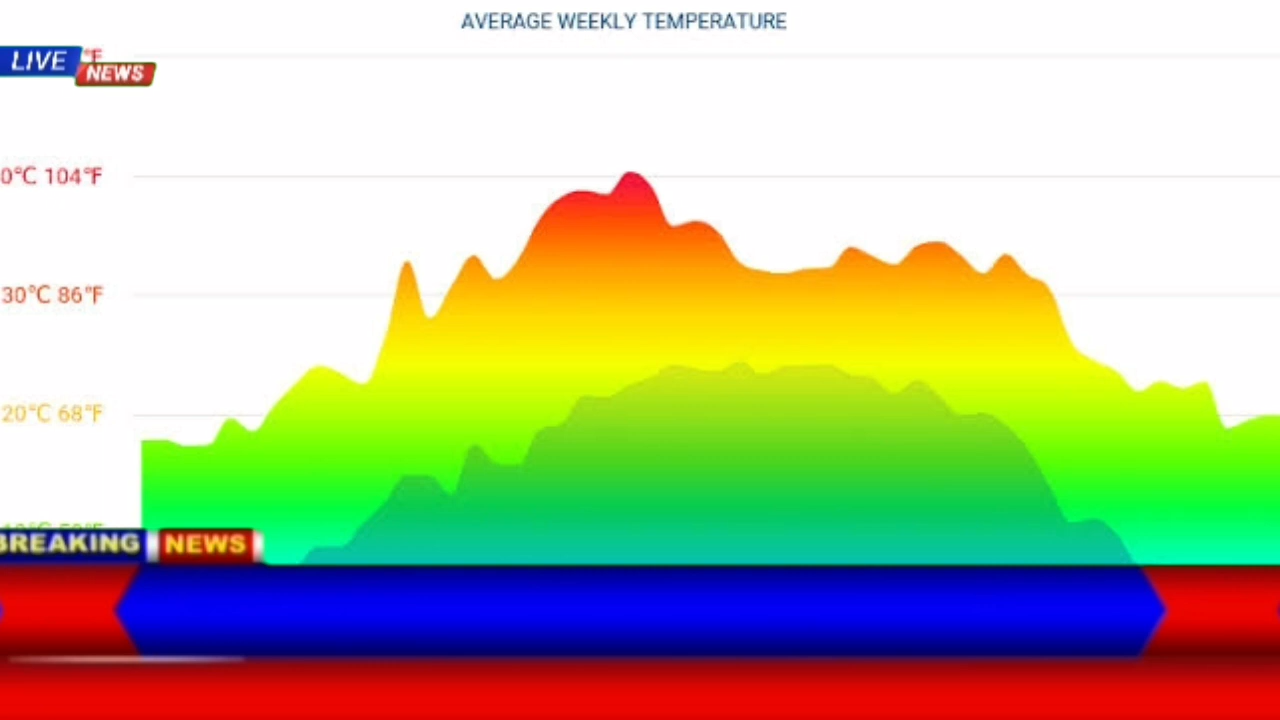 AVERAGE WEEKLY TEMPERATURE
LIVE
NEWS
°F
0°C 104°F
30°C 86°F
20°C 68°F
BREAKING NEWS